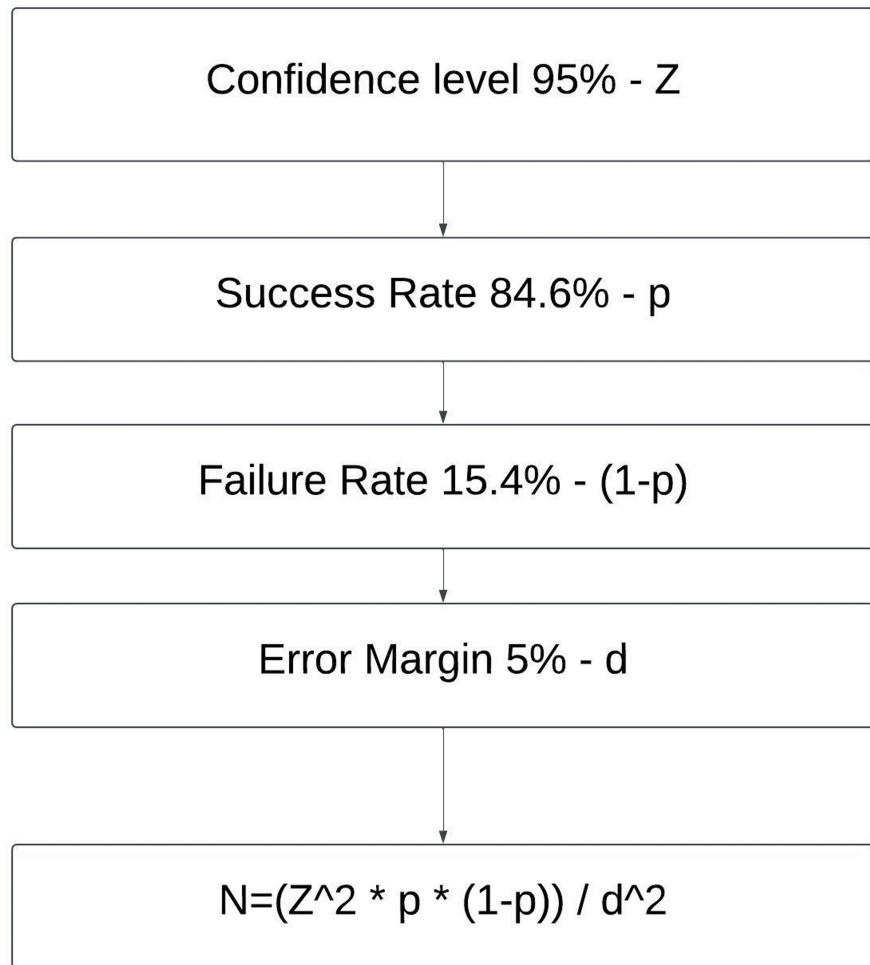 Confidence level 95% - Z
Success Rate 84.6% - p
Failure Rate 15.4% - (1-p)
Error Margin 5% - d
N=(Z^2 * p * (1-p)) / d^2